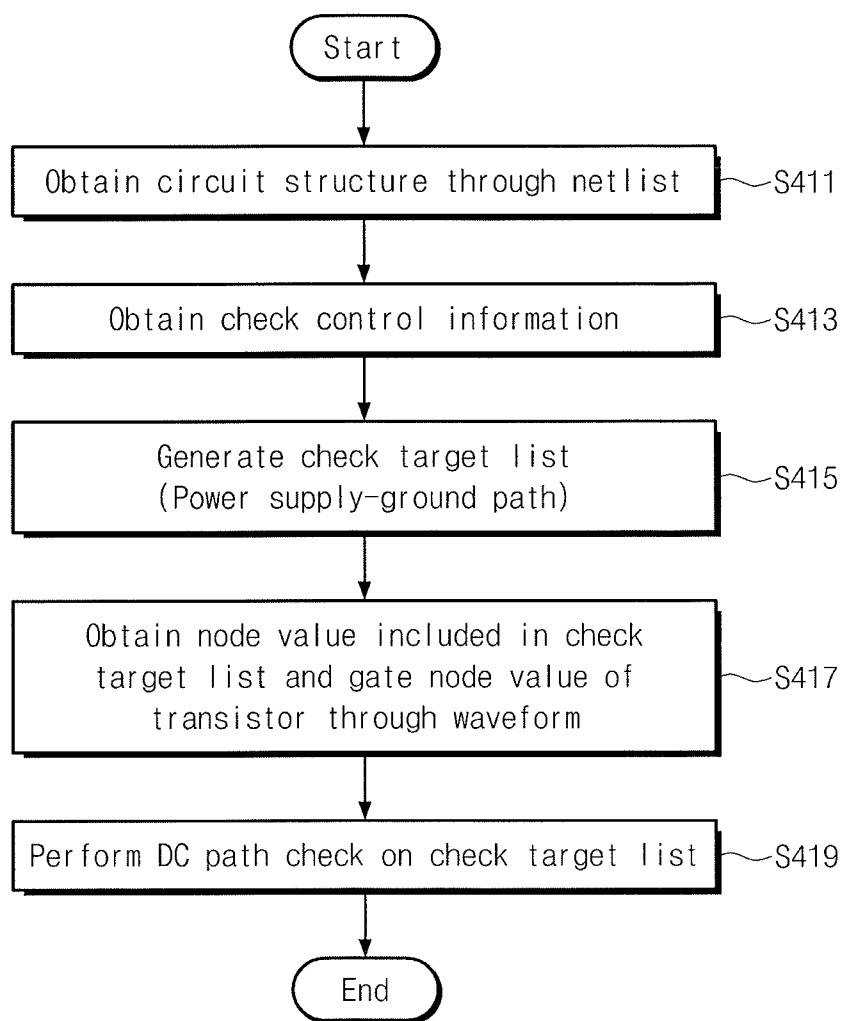 Start
Obtain circuit structure through netlist
S411
Obtain check control information
S413
Generate check target list
(Power supply-ground path)
S415
Obtain node value included in check
target list and gate node value of
transistor through waveform
S417
Perform DC path check on check target list
S419
End